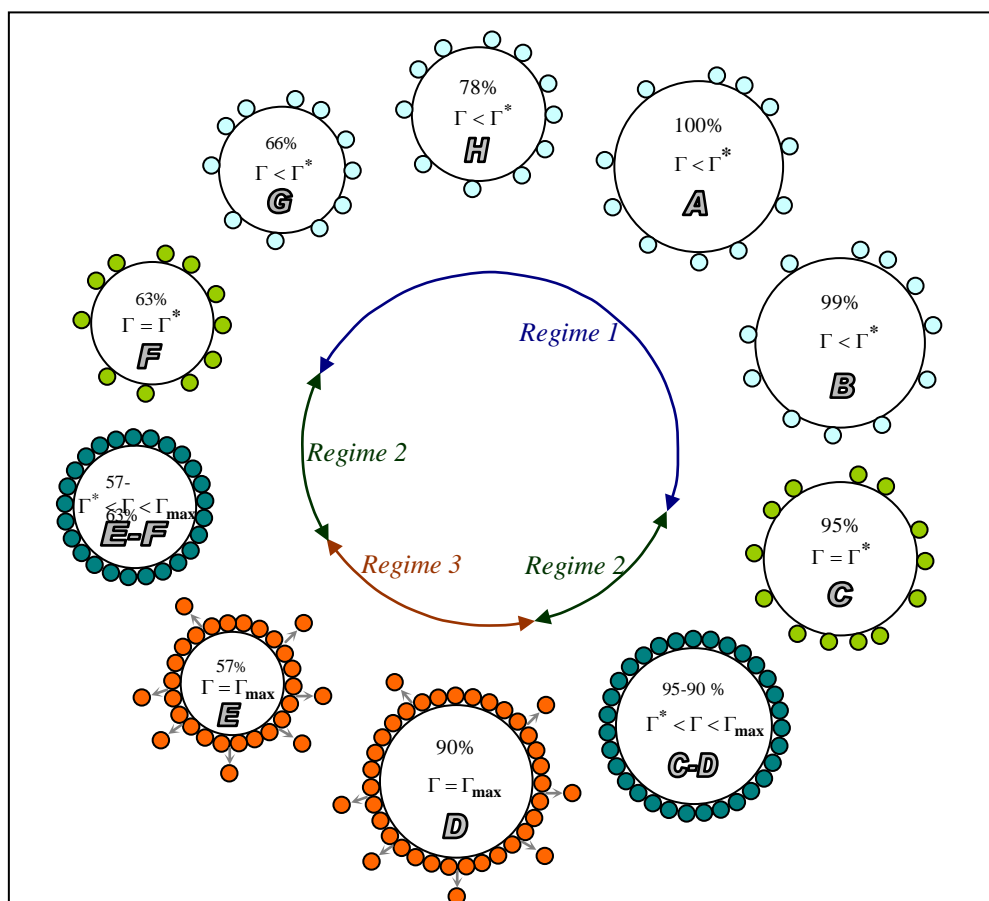 78%
Γ < Γ*
H
100%
Γ < Γ*
A
66%
Γ < Γ*
G
99%
Γ < Γ*
B
63%
Γ = Γ*
F
Regime 1
Regime 2
57-
Γ* < Γ < Γmax
63%
E-F
95%
Γ = Γ*
C
Regime 3
Regime 2
57%
Γ = Γmax
E
95-90 %
Γ* < Γ < Γmax
C-D
90%
Γ = Γmax
D